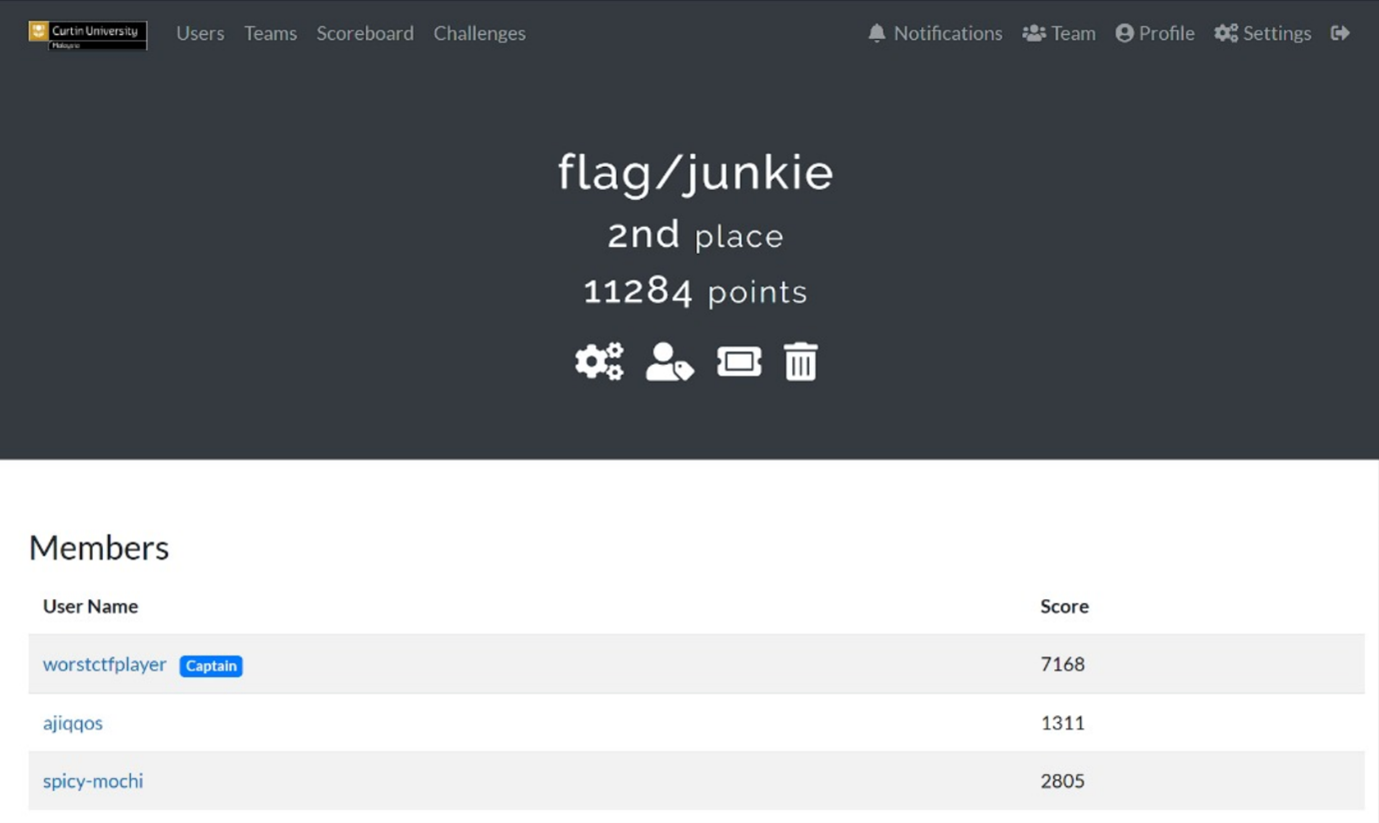 Curtin University Users Teams Scoreboard Challenges Notifications Team Profile Settings
Malaysia
flag/junkie
2nd place
11284 points
Members
User Name Score
worstctfplayer Captain 7168
ajiqqos 1311
spicy-mochi 2805